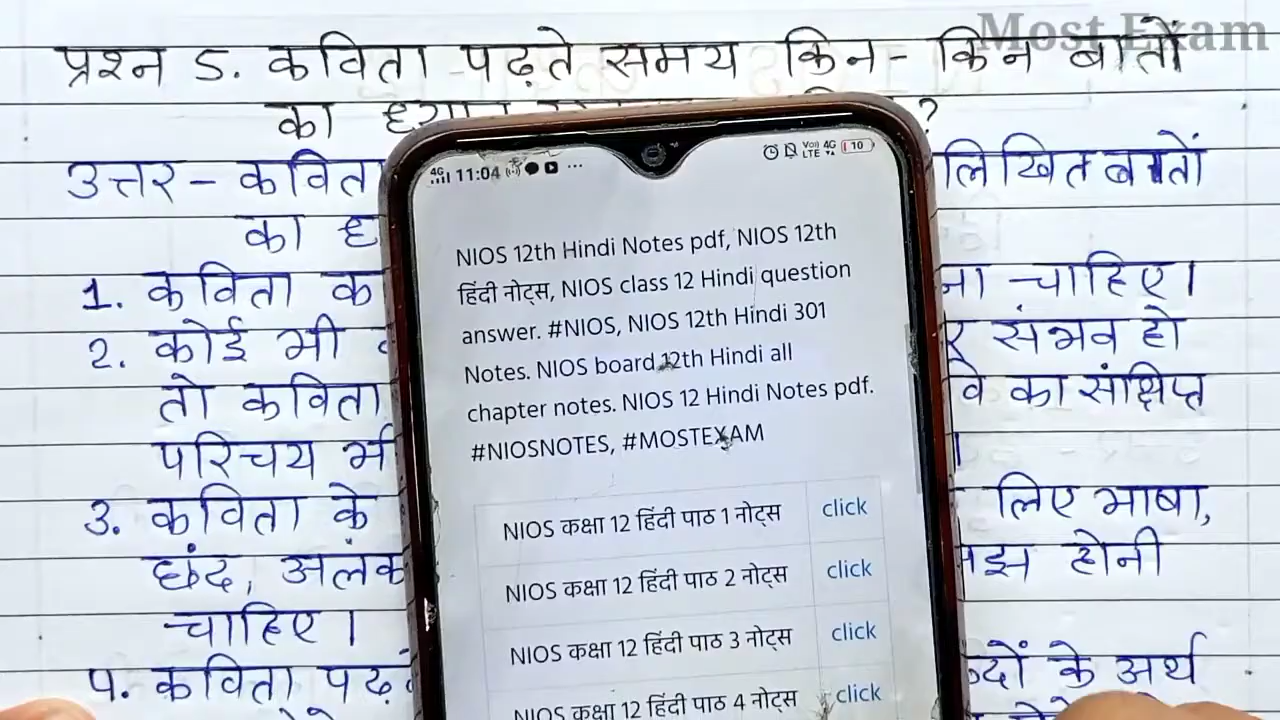 Most Exam
प्रश्न 5. कविता पढ़ते समय किन-किन बातों
का ?
उत्तर- कविता लिखित बातों
का
1. कविता क ना चाहिए।
2. कोई भी संभव हो
तो कविता का संक्षिप्त
परिचय भी
3. कविता के लिए भाषा,
छंद, होनी
चाहिए।
4. कविता के अर्थ
4G 11:04 ...
VoD LTE 4G 10
NIOS 12th Hindi Notes pdf, NIOS 12th
हिंदी नोट्स, NIOS class 12 Hindi question
answer. #NIOS, NIOS 12th Hindi 301
Notes. NIOS board 12th Hindi all
chapter notes. NIOS 12 Hindi Notes pdf.
#NIOSNOTES, #MOSTEXAM
NIOS कक्षा 12 हिंदी पाठ 1 नोट्स click
NIOS कक्षा 12 हिंदी पाठ 2 नोट्स click
NIOS कक्षा 12 हिंदी पाठ 3 नोट्स click
NIOS कक्षा 12 हिंदी पाठ 4 नोट्स click